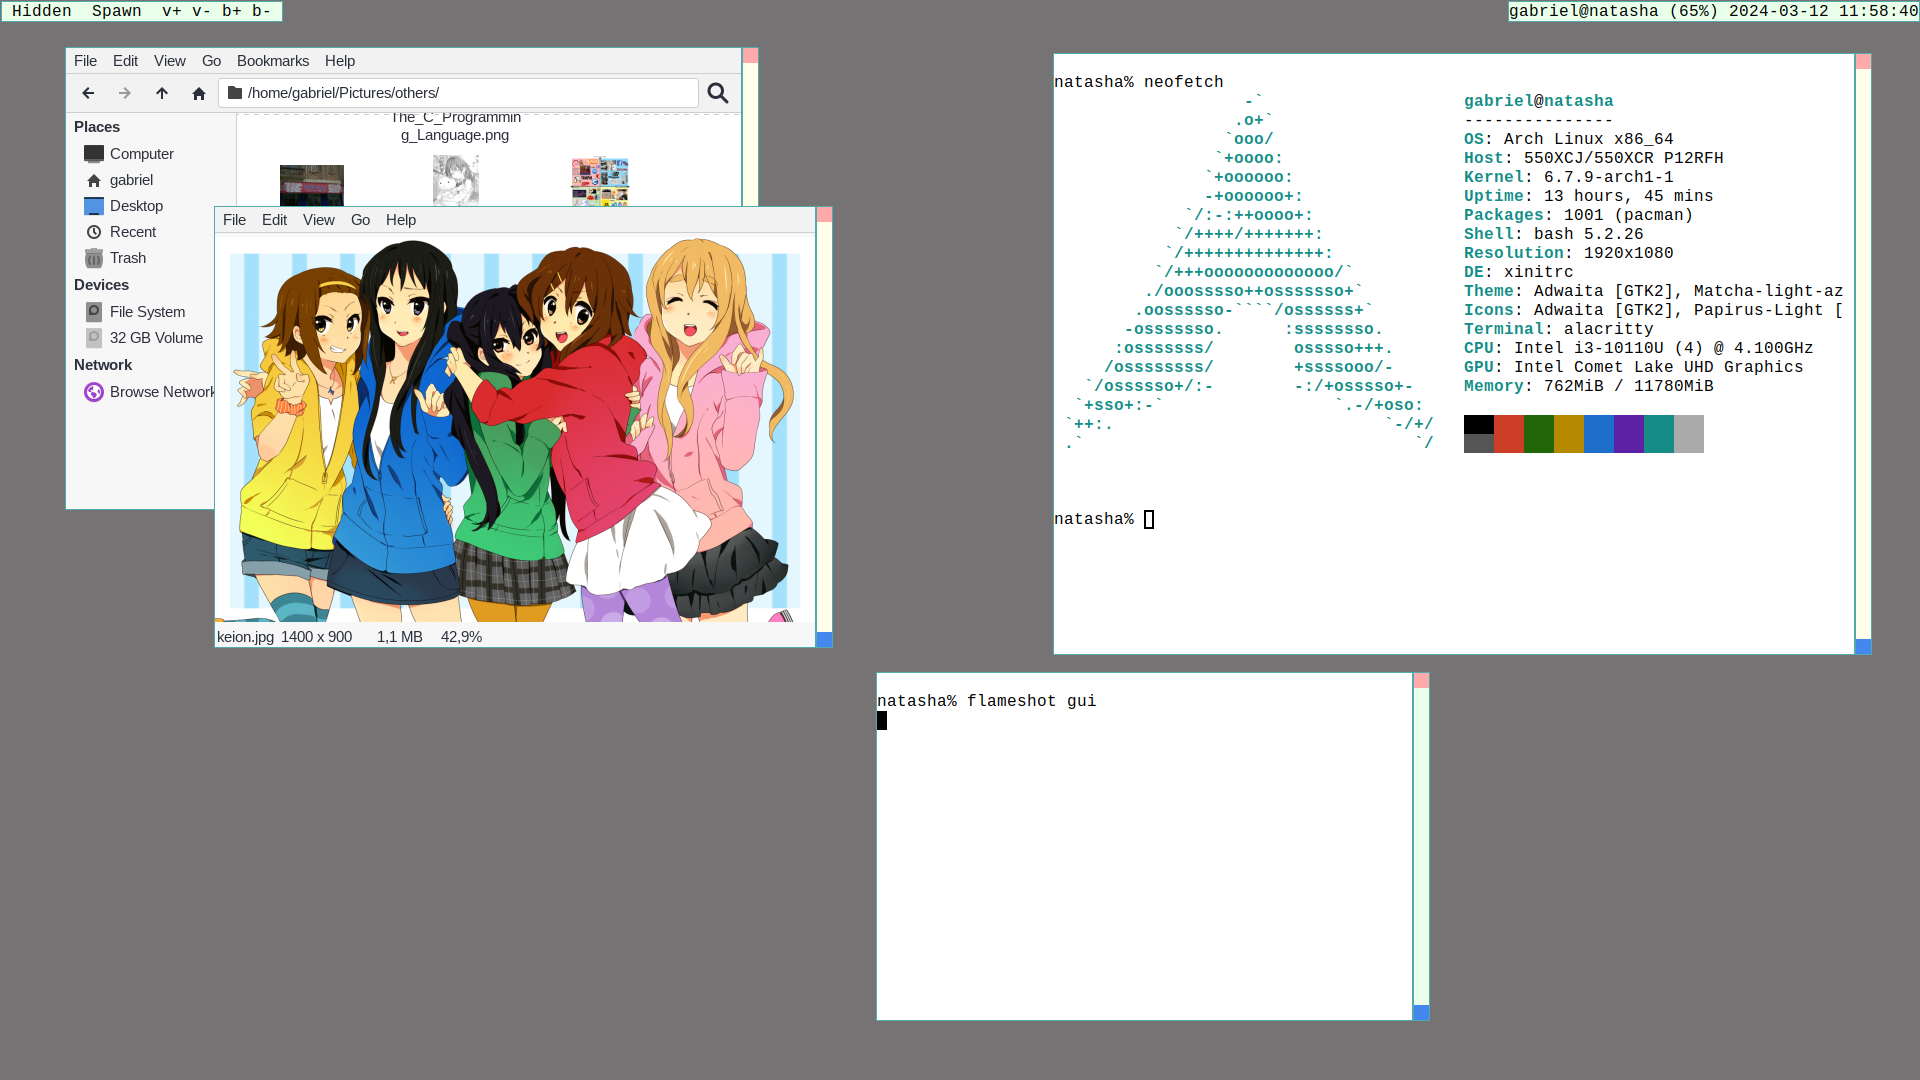 Hidden  Spawn  v+ v- b+ b-
gabriel@natasha (65%) 2024-03-12 11:58:40
File Edit View Go Bookmarks Help
/home/gabriel/Pictures/others/
Places
Computer
gabriel
Desktop
Recent
Trash
Devices
File System
32 GB Volume
Network
Browse Network
The_C_Programmin
g_Language.png
File Edit View Go Help
keion.jpg 1400 x 900 1,1 MB 42,9%
natasha% neofetch
gabriel@natasha
---------------
OS: Arch Linux x86_64
Host: 550XCJ/550XCR P12RFH
Kernel: 6.7.9-arch1-1
Uptime: 13 hours, 45 mins
Packages: 1001 (pacman)
Shell: bash 5.2.26
Resolution: 1920x1080
DE: xinitrc
Theme: Adwaita [GTK2], Matcha-light-az
Icons: Adwaita [GTK2], Papirus-Light [
Terminal: alacritty
CPU: Intel i3-10110U (4) @ 4.100GHz
GPU: Intel Comet Lake UHD Graphics
Memory: 762MiB / 11780MiB
natasha%
natasha% flameshot gui